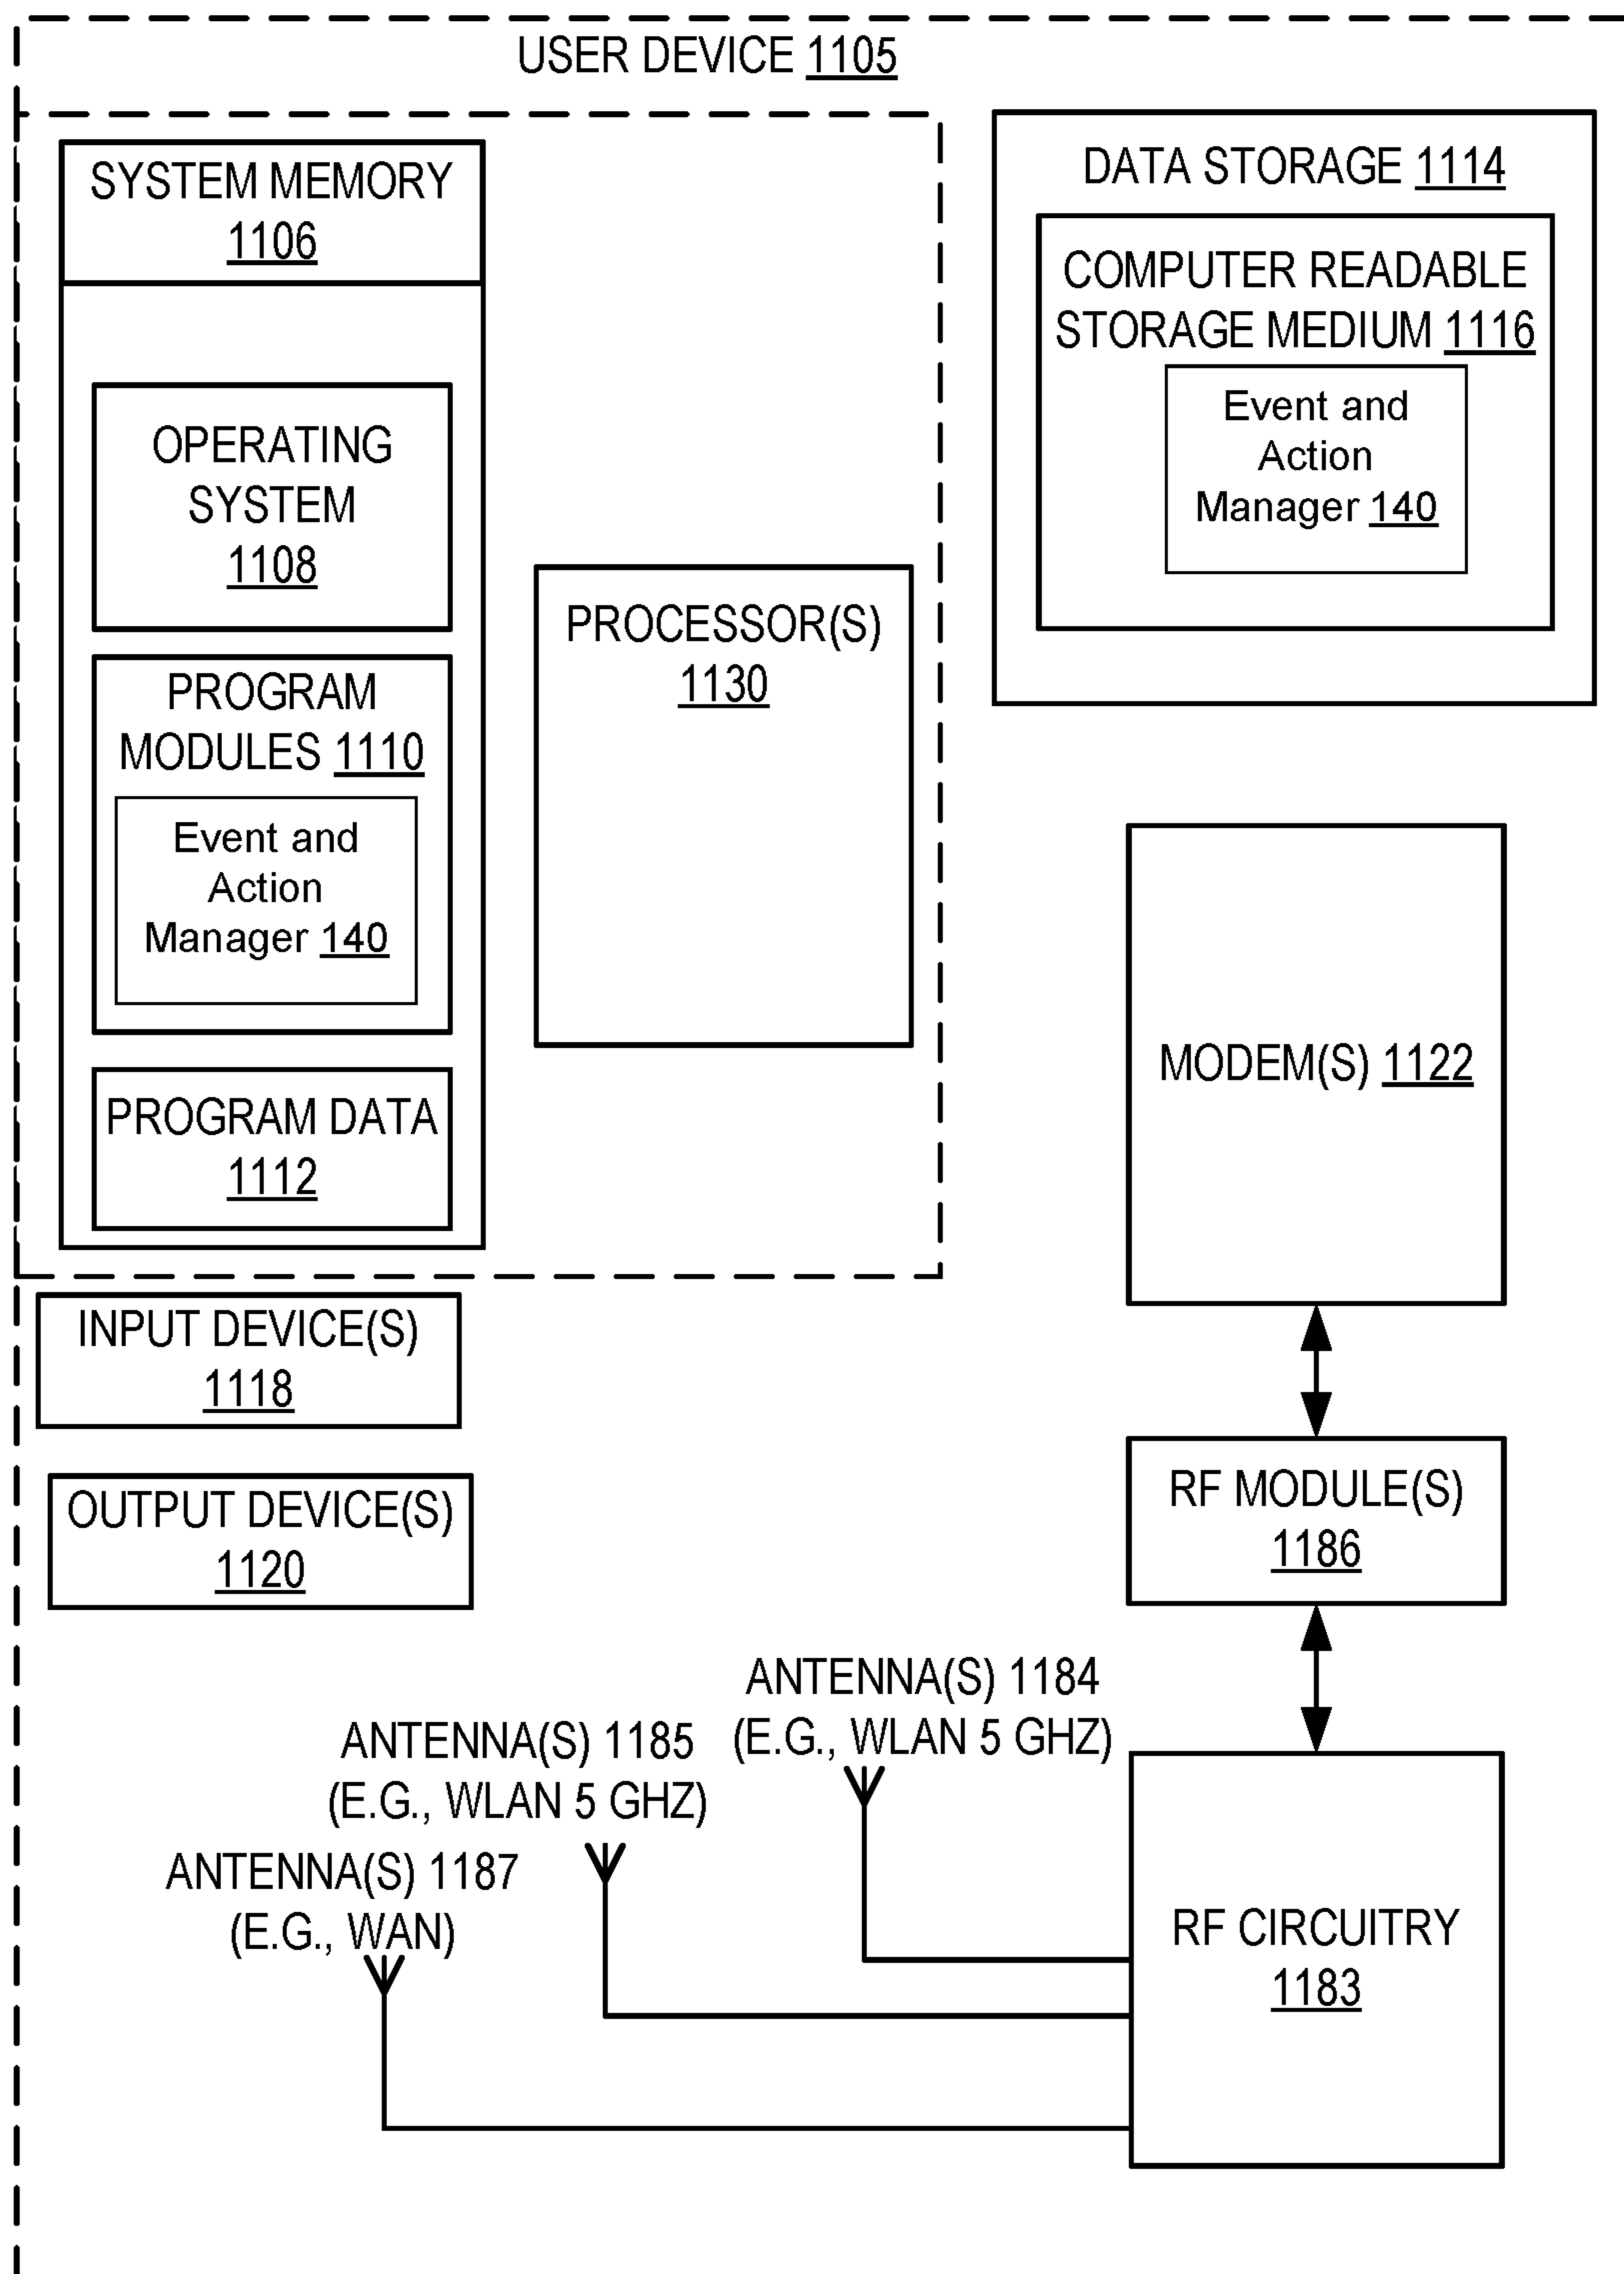 USER DEVICE 1105
SYSTEM MEMORY
1106
OPERATING
SYSTEM
1108
PROGRAM
MODULES 1110
Event and
Action
Manager 140
PROGRAM DATA
1112
PROCESSOR(S)
1130
DATA STORAGE 1114
COMPUTER READABLE
STORAGE MEDIUM 1116
Event and
Action
Manager 140
MODEM(S) 1122
INPUT DEVICE(S)
1118
OUTPUT DEVICE(S)
1120
RF MODULE(S)
1186
ANTENNA(S) 1184
(E.G., WLAN 5 GHZ)
ANTENNA(S) 1185
(E.G., WLAN 5 GHZ)
ANTENNA(S) 1187
(E.G., WAN)
RF CIRCUITRY
1183